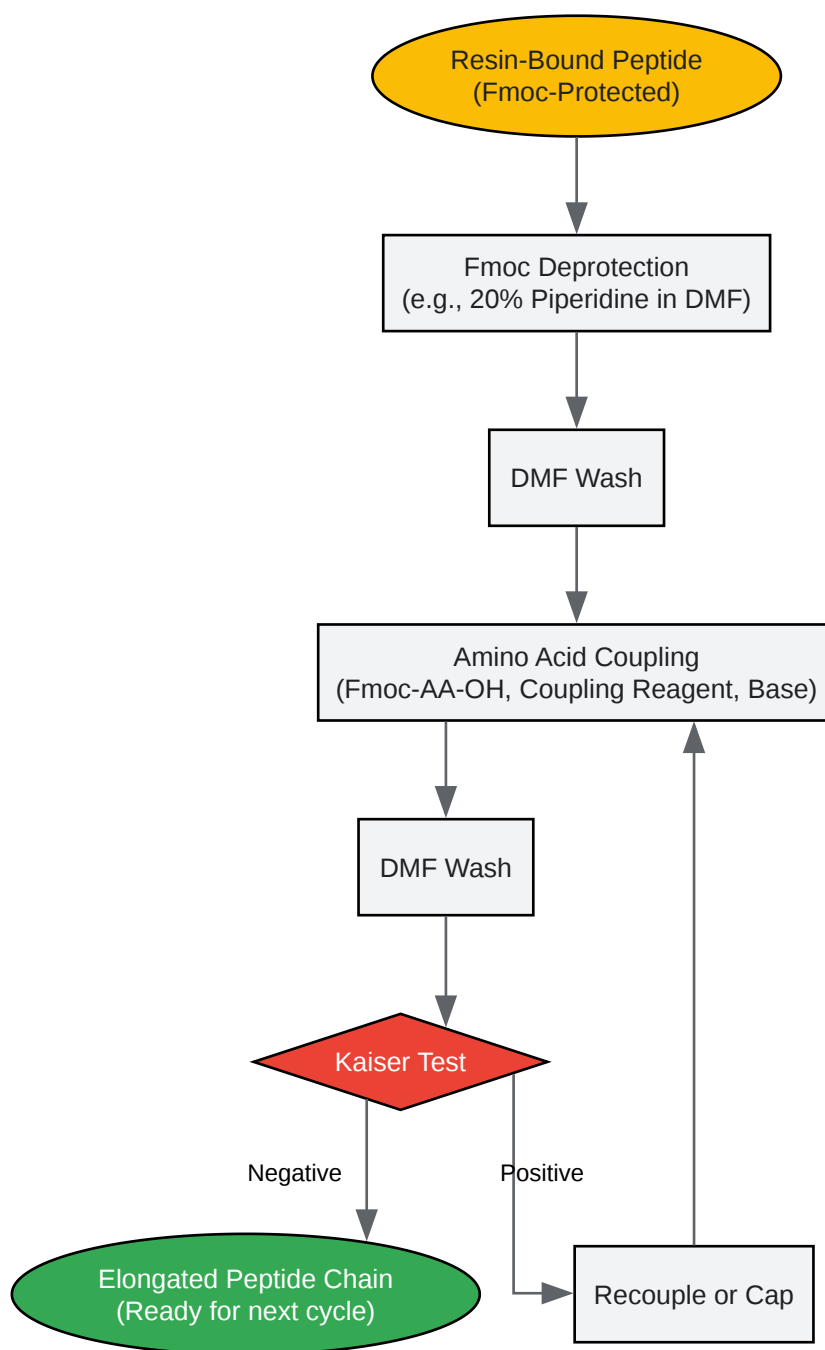 Resin-Bound Peptide
(Fmoc-Protected)
Fmoc Deprotection
(e.g., 20% Piperidine in DMF)
DMF Wash
Amino Acid Coupling
(Fmoc-AA-OH, Coupling Reagent, Base)
DMF Wash
Kaiser Test
Negative
Positive
Elongated Peptide Chain
(Ready for next cycle)
Recouple or Cap